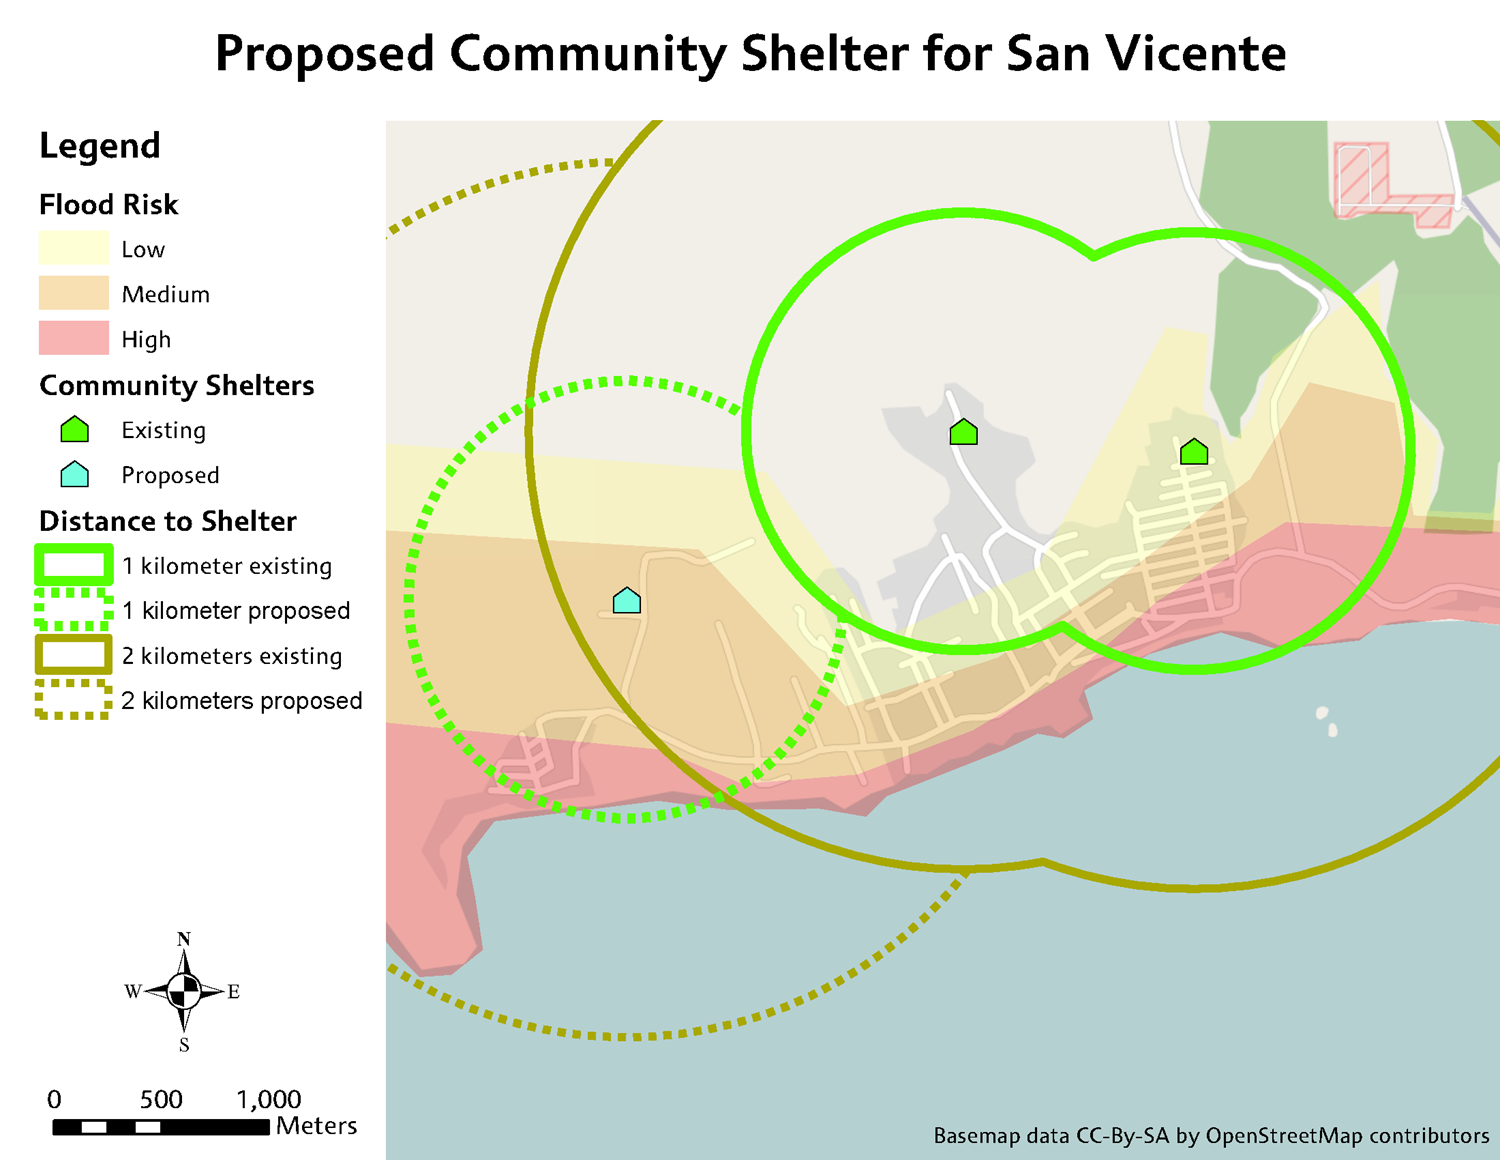 Proposed Community Shelter for San Vicente
Legend
Flood Risk
Low
Medium
High
Community Shelters
Existing
Proposed
Distance to Shelter
1 kilometer existing
1 kilometer proposed
2 kilometers existing
2 kilometers proposed
N
W E
S
0 500 1,000
Meters
Basemap data CC-By-SA by OpenStreetMap contributors